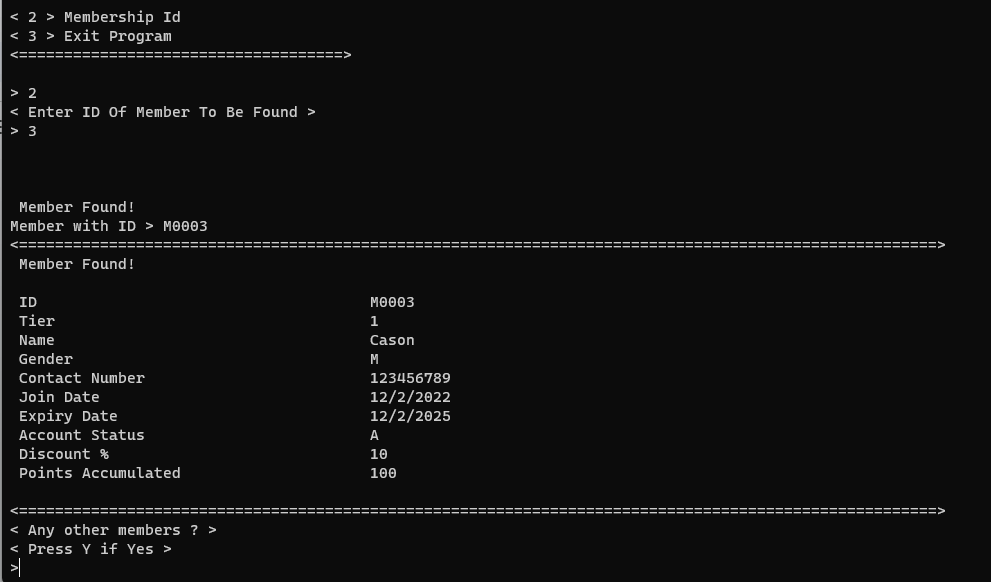 < 2 > Membership Id
< 3 > Exit Program
<====================================>
> 2
< Enter ID Of Member To Be Found >
> 3
Member Found!
Member with ID > M0003
<======================================================================================================>
Member Found!
ID M0003
Tier 1
Name Cason
Gender M
Contact Number 123456789
Join Date 12/2/2022
Expiry Date 12/2/2025
Account Status A
Discount % 10
Points Accumulated 100
<======================================================================================================>
< Any other members ? >
< Press Y if Yes >
>